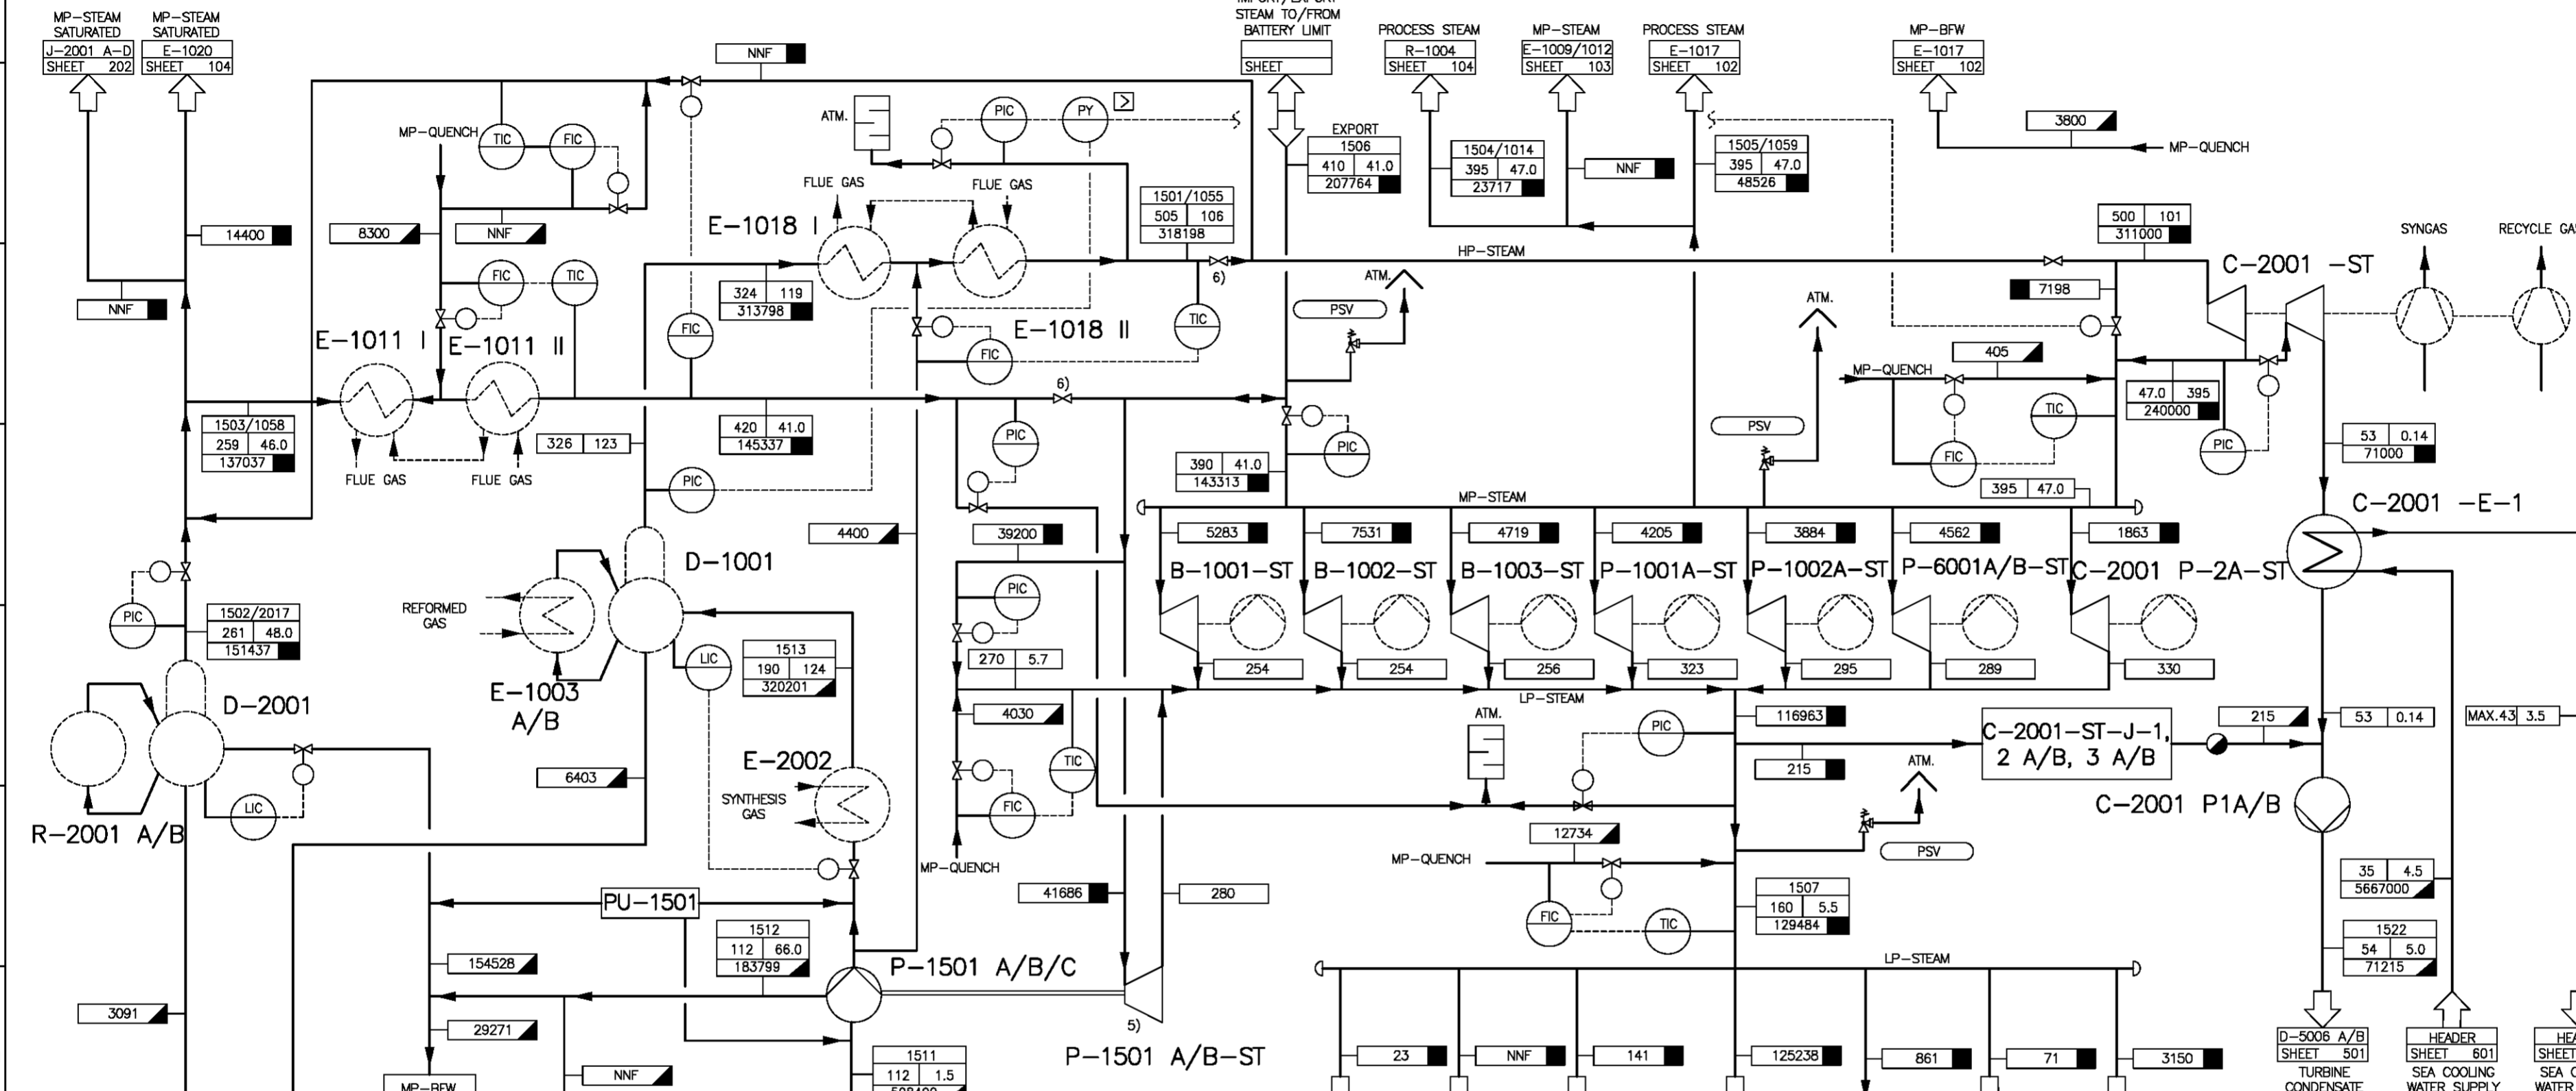 MP-STEAM
SATURATED
J-2001 A-D
SHEET 202
MP-STEAM
SATURATED
E-1020
SHEET 104
NNF
STEAM TO/FROM
BATTERY LIMIT
SHEET
PROCESS STEAM
R-1004
SHEET 104
MP-STEAM
E-1009/1012
SHEET 103
PROCESS STEAM
E-1017
SHEET 102
MP-BFW
E-1017
SHEET 102
3800
MP-QUENCH
MP-QUENCH
TIC
FIC
ATM.
PIC
PY
>
EXPORT
1506
410 41.0
207764
1504/1014
395 47.0
23717
NNF
1505/1059
395 47.0
48526
FLUE GAS
FLUE GAS
1501/1055
505 106
318198
14400
8300
NNF
E-1018 I
HP-STEAM
6)
500 101
311000
C-2001 -ST
SYNGAS
RECYCLE GA
NNF
FIC
TIC
324 119
313798
FIC
E-1018 II
FIC
TIC
ATM.
PSV
ATM.
7198
E-1011 I
E-1011 II
405
MP-QUENCH
47.0 395
240000
1503/1058
259 46.0
137037
FLUE GAS
FLUE GAS
326 123
420 41.0
145337
6)
PIC
PIC
PSV
TIC
FIC
PIC
53 0.14
71000
PIC
390 41.0
143313
MP-STEAM
395 47.0
C-2001 -E-1
4400
39200
5283
7531
4719
4205
3884
4562
1863
D-1001
B-1001-ST
B-1002-ST
B-1003-ST
P-1001A-ST
P-1002A-ST
P-6001A/B-ST
C-2001 P-2A-ST
PIC
1502/2017
261 48.0
151437
REFORMED
GAS
PIC
1513
190 124
320201
LIC
270 5.7
254
254
256
323
295
289
330
E-1003
A/B
D-2001
LP-STEAM
4030
ATM.
PIC
116963
C-2001-ST-J-1,
2 A/B, 3 A/B
215
53 0.14
MAX.43 3.5
6403
E-2002
TIC
215
ATM.
SYNTHESIS
GAS
LIC
FIC
C-2001 P1A/B
R-2001 A/B
12734
MP-QUENCH
MP-QUENCH
PSV
PU-1501
41686
280
1507
160 5.5
129484
35 4.5
5667000
FIC
TIC
1512
112 66.0
183799
1522
54 5.0
71215
154528
P-1501 A/B/C
LP-STEAM
3091
29271
5)
P-1501 A/B-ST
1511
112 1.5
NNF
23
NNF
141
125238
861
71
3150
D-5006 A/B
SHEET 501
TURBINE
CONDENSATE
HEADER
SHEET 601
SEA COOLING
WATER SUPPLY
SHEET
MP-BFW